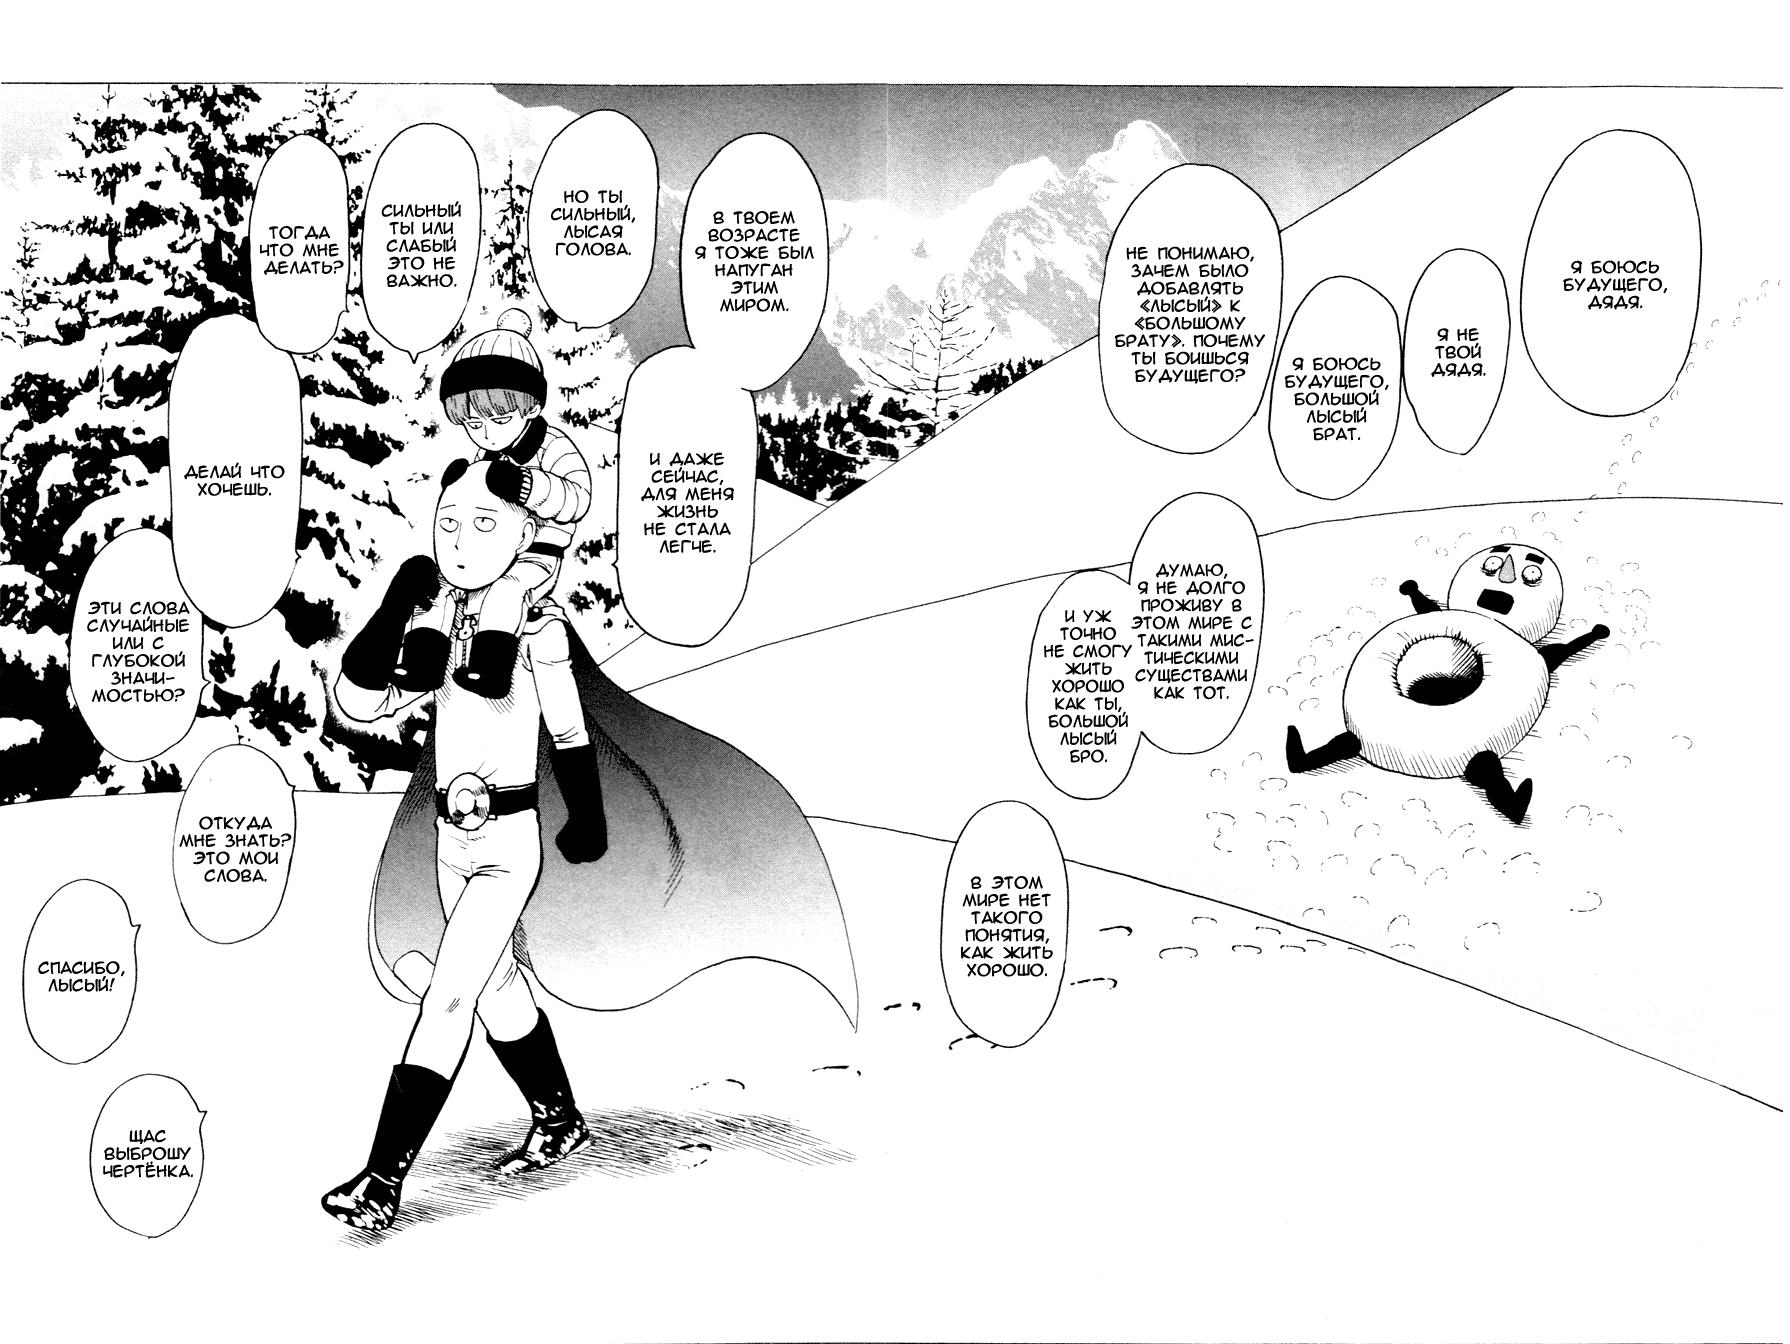 Я БОЮСЬ
БУДУЩЕГО,
ДЯДЯ.
Я НЕ
ТВОЙ
ДЯДЯ.
Я БОЮСЬ
БУДУЩЕГО,
БОЛЬШОЙ
ЛЫСЫЙ
БРАТ.
НЕ ПОНИМАЮ,
ЗАЧЕМ БЫЛО
ДОБАВЛЯТЬ
«ЛЫСЫЙ» К
«БОЛЬШОМУ
БРАТУ». ПОЧЕМУ
ТЫ БОИШЬСЯ
БУДУЩЕГО?
ДУМАЮ,
Я НЕ ДОЛГО
ПРОЖИВУ В
ЭТОМ МИРЕ С
ТАКИМИ МИС-
ТИЧЕСКИМИ
СУЩЕСТВАМИ
КАК ТОТ.
И УЖ
ТОЧНО
НЕ СМОГУ
ЖИТЬ
ХОРОШО
КАК ТЫ,
БОЛЬШОЙ
ЛЫСЫЙ
БРО.
В ЭТОМ
МИРЕ НЕТ
ТАКОГО
ПОНЯТИЯ,
КАК ЖИТЬ
ХОРОШО.
В ТВОЕМ
ВОЗРАСТЕ
Я ТОЖЕ БЫЛ
НАПУГАН
ЭТИМ
МИРОМ.
И ДАЖЕ
СЕЙЧАС,
ДЛЯ МЕНЯ
ЖИЗНЬ
НЕ СТАЛА
ЛЕГЧЕ.
НО ТЫ
СИЛЬНЫЙ,
ЛЫСАЯ
ГОЛОВА.
СИЛЬНЫЙ
ТЫ ИЛИ
СЛАБЫЙ
ЭТО НЕ
ВАЖНО.
ТОГДА
ЧТО МНЕ
ДЕЛАТЬ?
ДЕЛАЙ ЧТО
ХОЧЕШЬ.
ЭТИ СЛОВА
СЛУЧАЙНЫЕ
ИЛИ С
ГЛУБОКОЙ
ЗНАЧИ-
МОСТЬЮ?
ОТКУДА
МНЕ ЗНАТЬ?
ЭТО МОИ
СЛОВА.
СПАСИБО,
ЛЫСЫЙ!
ЩАС
ВЫБРОШУ
ЧЕРТЁНКА.